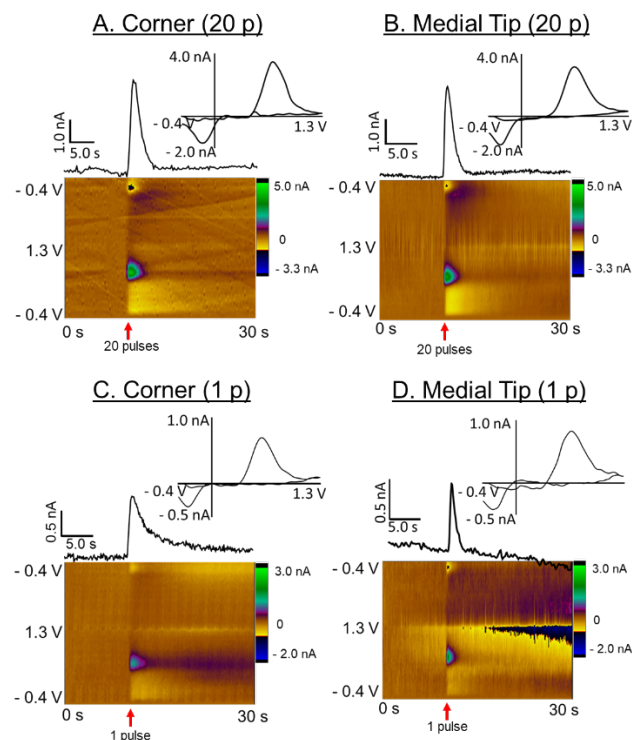 A. Corner (20 p)
4.0 nA
1.0 nA
5.0 s
- 0.4 V
1.3 V
- 2.0 nA
- 0.4 V
1.3 V
- 0.4 V
5.0 nA
0
- 3.3 nA
0 s
30 s
20 pulses
B. Medial Tip (20 p)
4.0 nA
1.0 nA
5.0 s
- 0.4 V
1.3 V
- 2.0 nA
- 0.4 V
1.3 V
- 0.4 V
5.0 nA
0
- 3.3 nA
0 s
30 s
20 pulses
C. Corner (1 p)
1.0 nA
0.5 nA
5.0 s
- 0.4 V
1.3 V
- 0.5 nA
- 0.4 V
1.3 V
- 0.4 V
3.0 nA
0
- 2.0 nA
0 s
30 s
1 pulse
D. Medial Tip (1 p)
1.0 nA
0.5 nA
5.0 s
- 0.4 V
1.3 V
- 0.5 nA
- 0.4 V
1.3 V
- 0.4 V
3.0 nA
0
- 2.0 nA
0 s
30 s
1 pulse